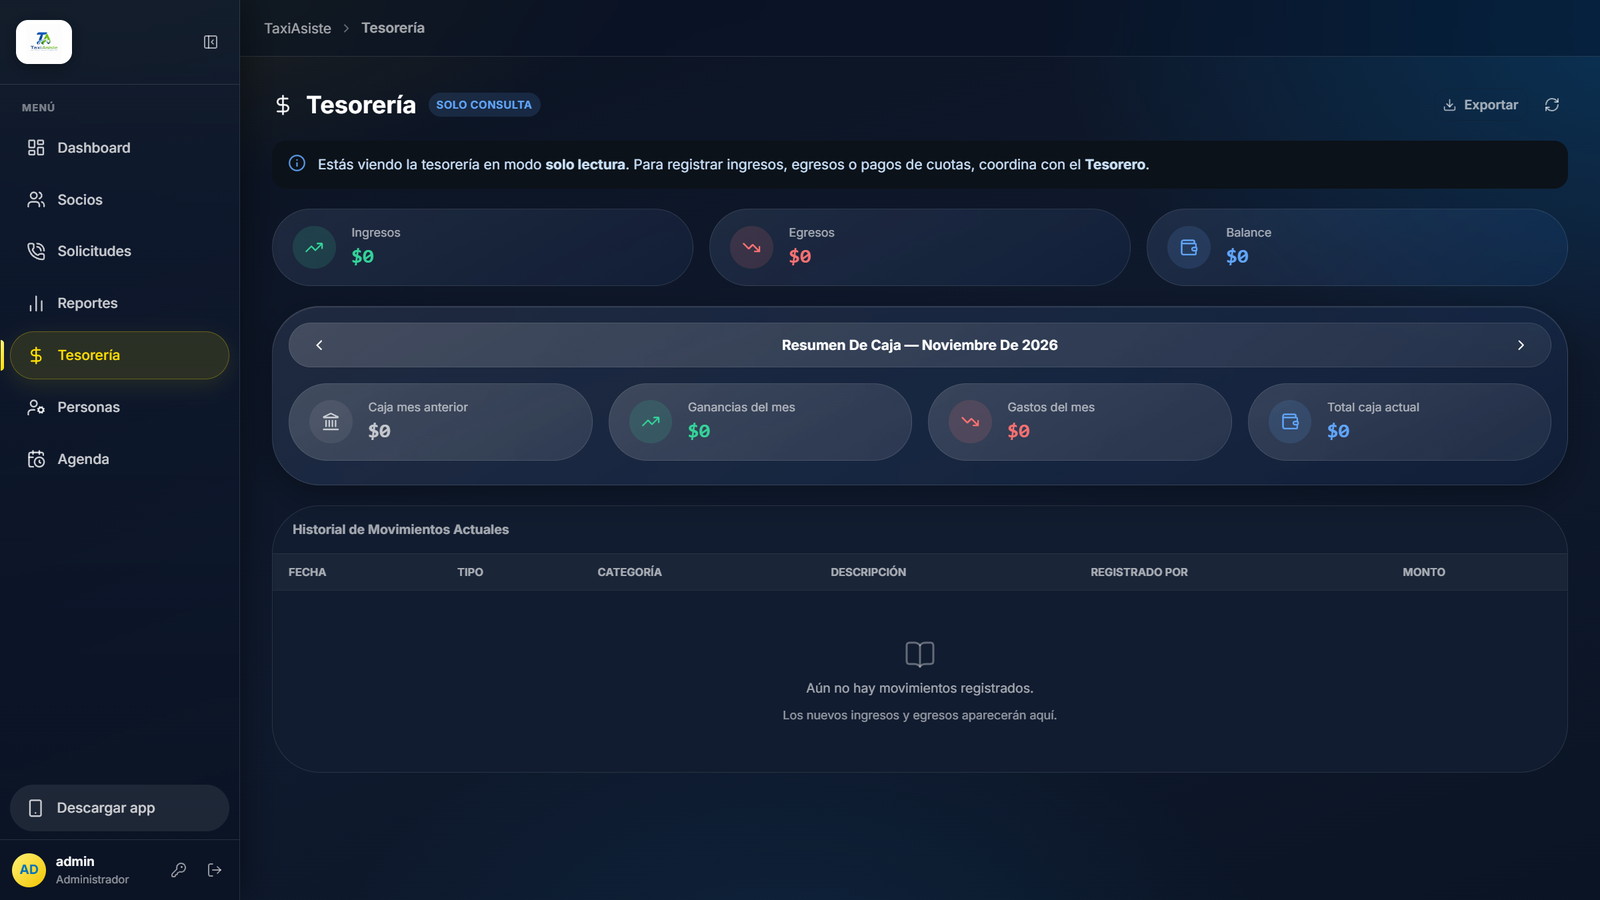 TA
TaxiAsiste
TaxiAsiste > Tesorería
MENÚ
Dashboard
Socios
Solicitudes
Reportes
Tesorería
Personas
Agenda
Descargar app
AD
admin
Administrador
Tesorería
SOLO CONSULTA
Exportar
Estás viendo la tesorería en modo solo lectura. Para registrar ingresos, egresos o pagos de cuotas, coordina con el Tesorero.
Ingresos
$0
Egresos
$0
Balance
$0
Resumen De Caja — Noviembre De 2026
Caja mes anterior
$0
Ganancias del mes
$0
Gastos del mes
$0
Total caja actual
$0
Historial de Movimientos Actuales
FECHA TIPO CATEGORÍA DESCRIPCIÓN REGISTRADO POR MONTO
Aún no hay movimientos registrados.
Los nuevos ingresos y egresos aparecerán aquí.